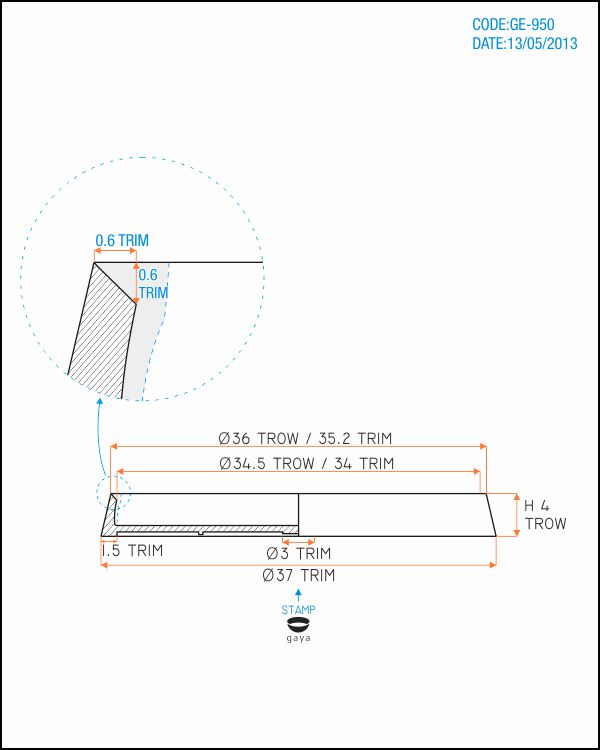 CODE:GE-950
DATE:13/05/2013
0.6 TRIM
0.6
TRIM
Ø36 TROW / 35.2 TRIM
Ø34.5 TROW / 34 TRIM
H 4
TROW
1.5 TRIM
Ø3 TRIM
Ø37 TRIM
STAMP
gaya